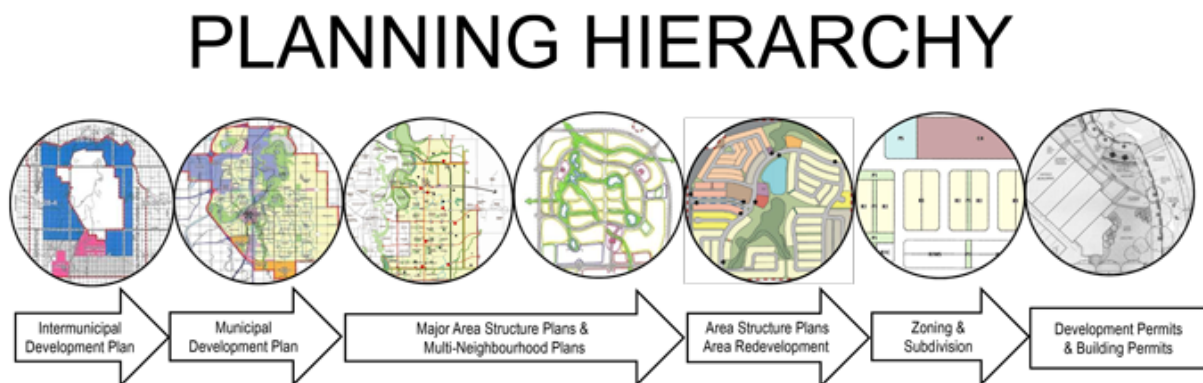 PLANNING HIERARCHY
Intermunicipal
Development Plan
Municipal
Development Plan
Major Area Structure Plans &
Multi-Neighbourhood Plans
Area Structure Plans
Area Redevelopment
Zoning &
Subdivision
Development Permits
& Building Permits